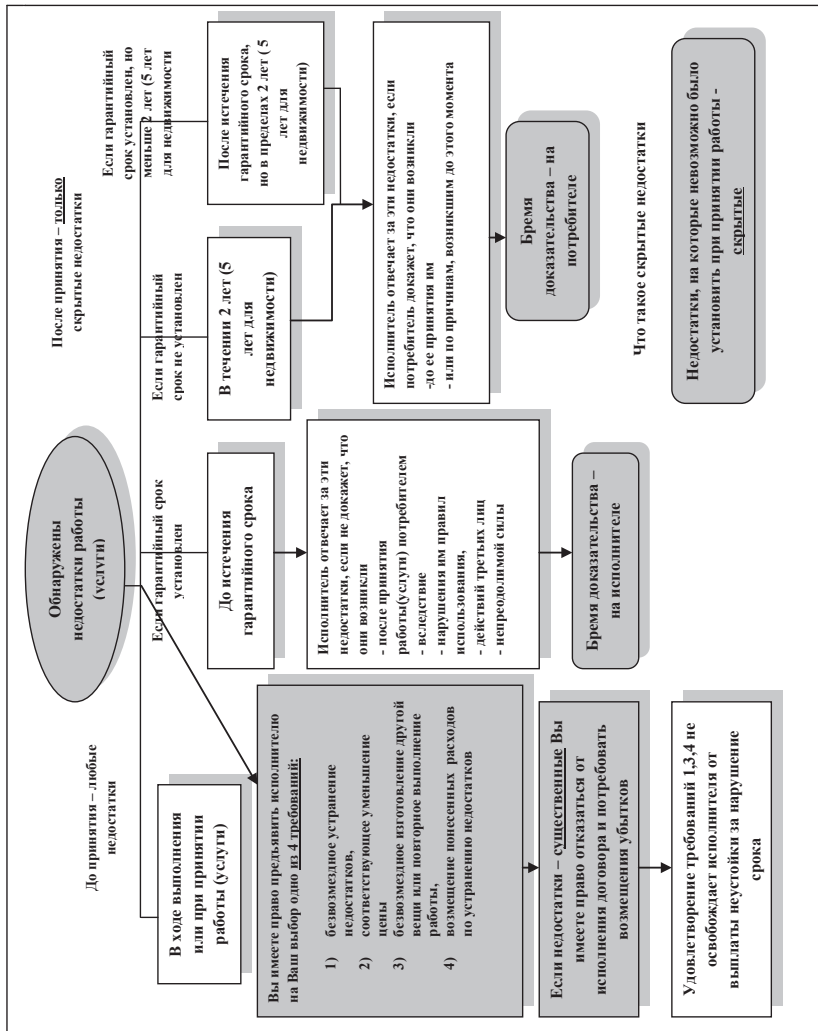 Обнаружены
недостатки работы
(услуги)
До принятия – любые
недостатки
После принятия – только
скрытые недостатки
В ходе выполнения
или при принятии
работы (услуги)
Если гарантийный срок
установлен
Если гарантийный
срок не установлен
Если гарантийный
срок установлен, но
меньше 2 лет (5 лет
для недвижимости
До истечения
гарантийного срока
В течении 2 лет (5
лет для
недвижимости)
После истечения
гарантийного срока,
но в пределах 2 лет ( 5
лет для
недвижимости)
Вы имеете право предъявить исполнителю
на Ваш выбор одно из 4 требований:
1) безвозмездное устранение
недостатков,
2) соответствующее уменьшение
цены
3) безвозмездное изготовление другой
вещи или повторное выполнение
работы,
4) возмещение понесенных расходов
по устранению недостатков
Исполнитель отвечает за эти
недостатки, если не докажет, что
они возникли
- после принятия
работы(услуги) потребителем
- вследствие
- нарушения им правил
использования,
- действий третьих лиц
- непреодолимой силы
Исполнитель отвечает за эти недостатки, если
потребитель докажет, что они возникли
-до ее принятия им
- или по причинам, возникшим до этого момента
Если недостатки – существенные Вы
имеете право отказаться от
исполнения договора и потребовать
возмещения убытков
Бремя доказательства –
на исполнителе
Бремя
доказательства – на
потребителе
Удовлетворение требований 1,3,4 не
освобождает исполнителя от
выплаты неустойки за нарушение
срока
Что такое скрытые недостатки
Недостатки, на которые невозможно было
установить при принятии работы -
скрытые